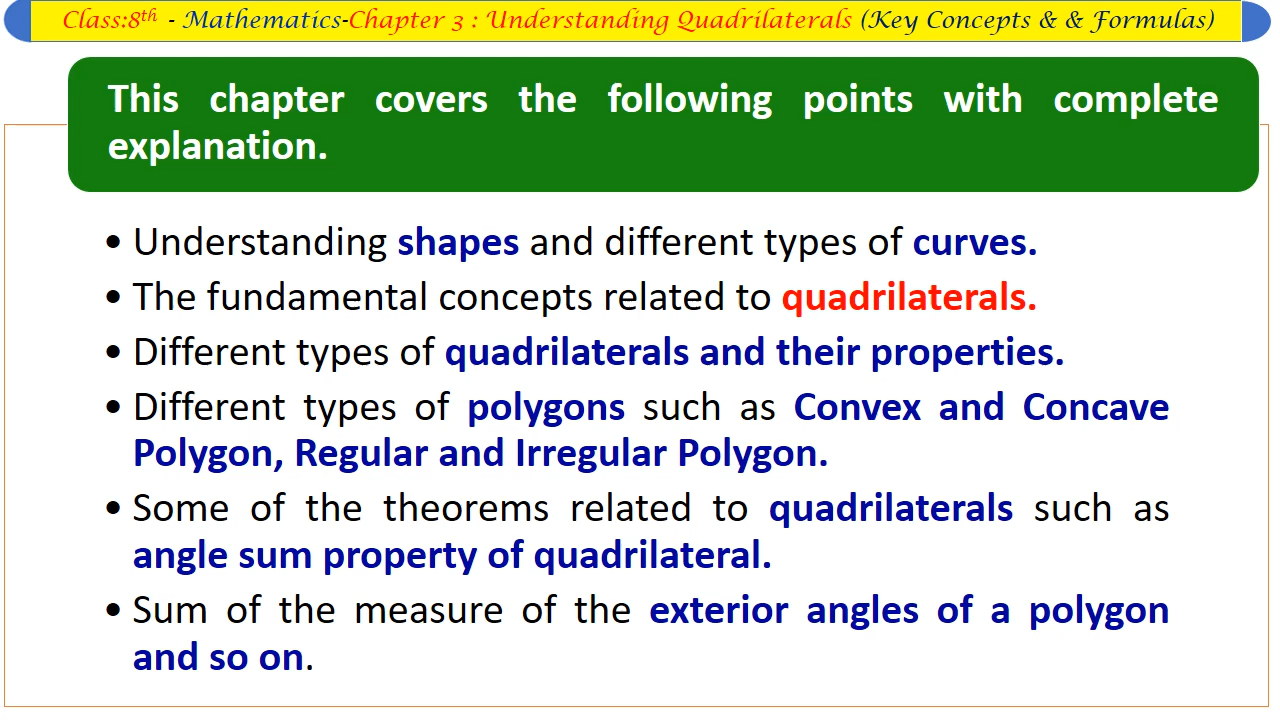 Class:8th - Mathematics-Chapter 3 : Understanding Quadrilaterals (Key Concepts & & Formulas)
This chapter covers the following points with complete
explanation.
• Understanding shapes and different types of curves.
• The fundamental concepts related to quadrilaterals.
• Different types of quadrilaterals and their properties.
• Different types of polygons such as Convex and Concave
Polygon, Regular and Irregular Polygon.
• Some of the theorems related to quadrilaterals such as
angle sum property of quadrilateral.
• Sum of the measure of the exterior angles of a polygon
and so on.